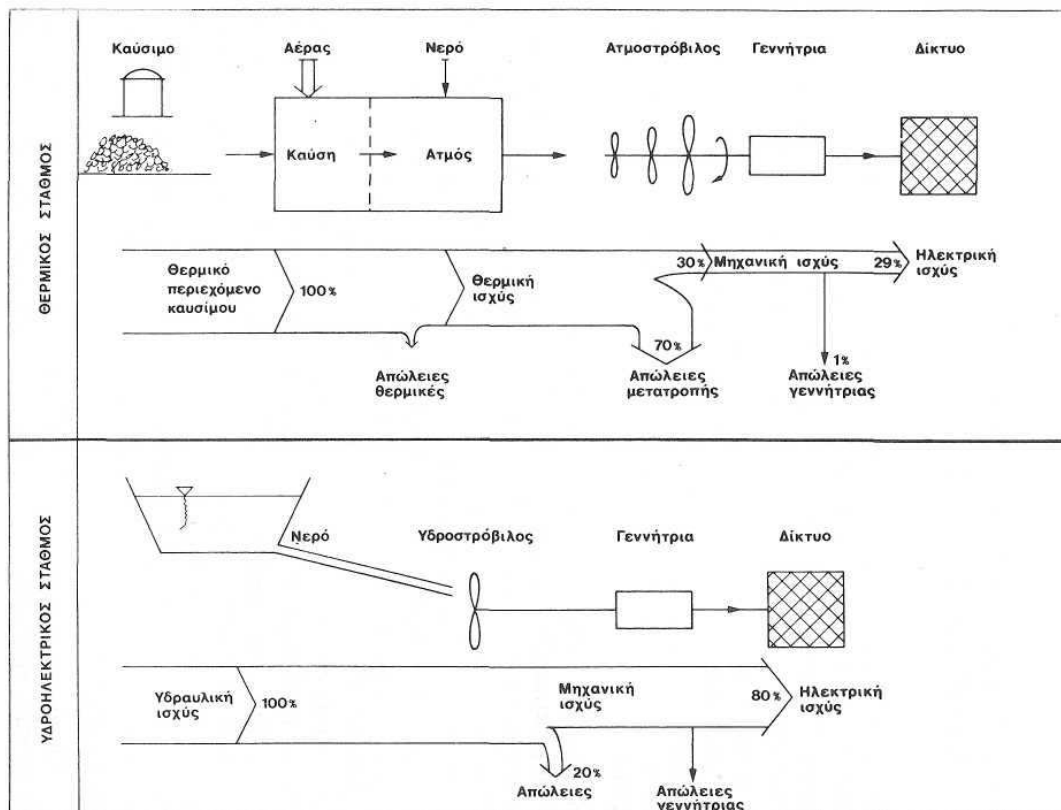 ΘΕΡΜΙΚΟΣ ΣΤΑΘΜΟΣ
Καύσιμο
Αέρας
Νερό
Ατμοστρόβιλος
Γεννήτρια
Δίκτυο
Καύση
Ατμός
Θερμικό
περιεχόμενο
καυσίμου
100%
Θερμική
ισχύς
30%
Μηχανική ισχύς
29%
Ηλεκτρική
ισχύς
Απώλειες
θερμικές
70%
Απώλειες
μετατροπής
1%
Απώλειες
γεννήτριας
ΥΔΡΟΗΛΕΚΤΡΙΚΟΣ ΣΤΑΘΜΟΣ
Νερό
Υδροστρόβιλος
Γεννήτρια
Δίκτυο
Υδραυλική
ισχύς
100%
Μηχανική
ισχύς
80%
Ηλεκτρική
ισχύς
20%
Απώλειες
Απώλειες
γεννήτριας